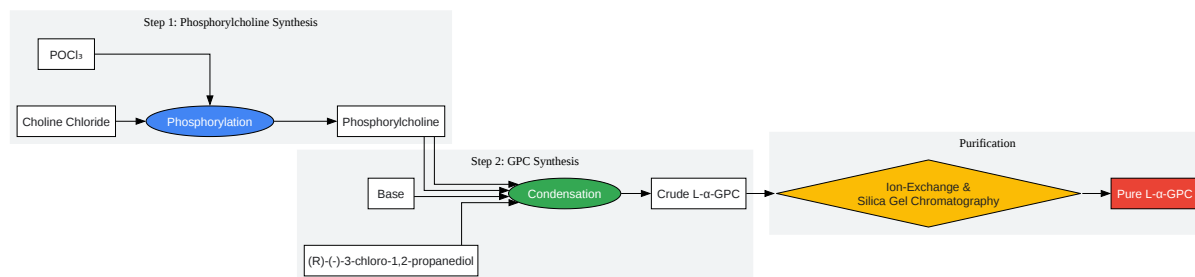 Step 1: Phosphorylcholine Synthesis
POCl₃
Choline Chloride
Phosphorylation
Phosphorylcholine
Step 2: GPC Synthesis
Base
Condensation
Crude L-α-GPC
(R)-(-)-3-chloro-1,2-propanediol
Purification
Ion-Exchange &
Silica Gel Chromatography
Pure L-α-GPC